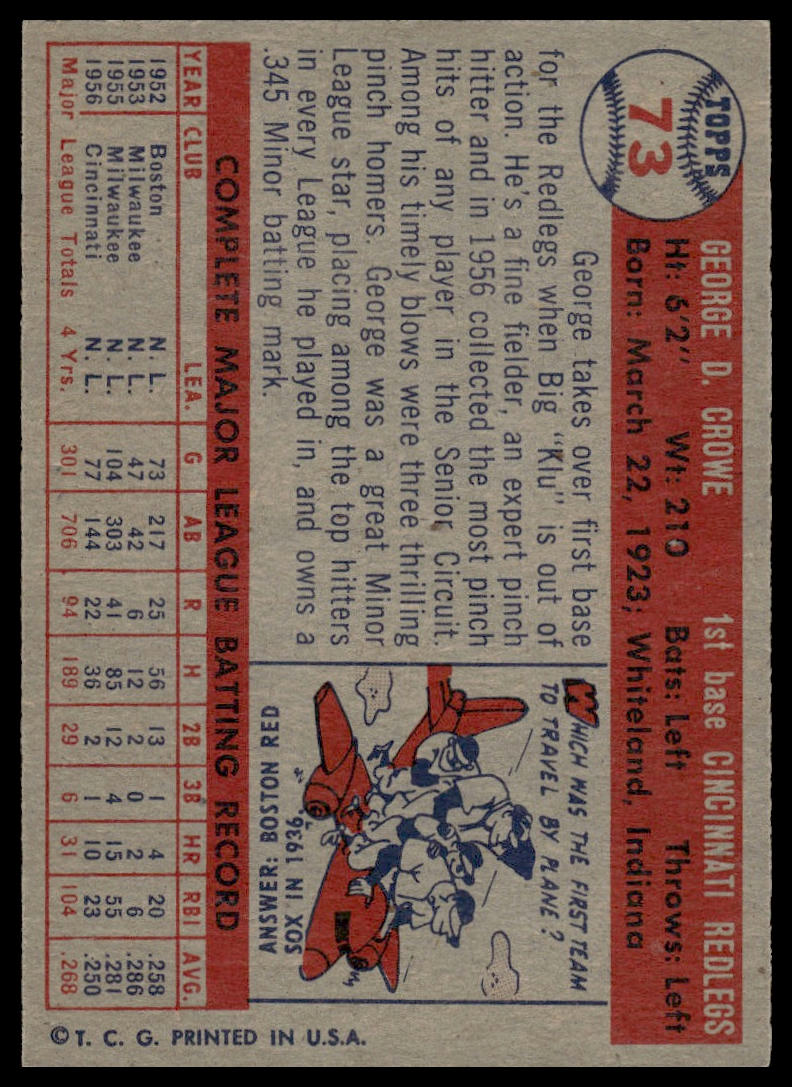 TOPPS
73
GEORGE D. CROWE 1st base CINCINNATI REDLEGS
Ht: 6'2" Wt: 210 Bats: Left Throws: Left
Born: March 22, 1923; Whiteland, Indiana
George takes over first base
for the Redlegs when Big "Klu" is out of
action. He's a fine fielder, an expert pinch
hitter and in 1956 collected the most pinch
hits of any player in the Senior Circuit.
Among his timely blows were three thrilling
pinch homers. George was a great Minor
League star, placing among the top hitters
in every League he played in, and owns a
.345 Minor batting mark.
WHICH WAS THE FIRST TEAM
TO TRAVEL BY PLANE?
ANSWER: BOSTON RED
SOX IN 1936
COMPLETE MAJOR LEAGUE BATTING RECORD
YEAR CLUB LEA. G AB R H 2B 3B HR RBI AVG.
1952 Boston N. L. 73 217 25 56 13 1 4 20 .258
1953 Milwaukee N. L. 47 42 6 12 2 0 2 6 .286
1955 Milwaukee N. L. 104 303 41 85 12 4 15 55 .281
1956 Cincinnati N. L. 77 144 22 36 2 1 10 23 .250
Major League Totals 4 Yrs. 301 706 94 189 29 6 31 104 .268
© T. C. G. PRINTED IN U.S.A.